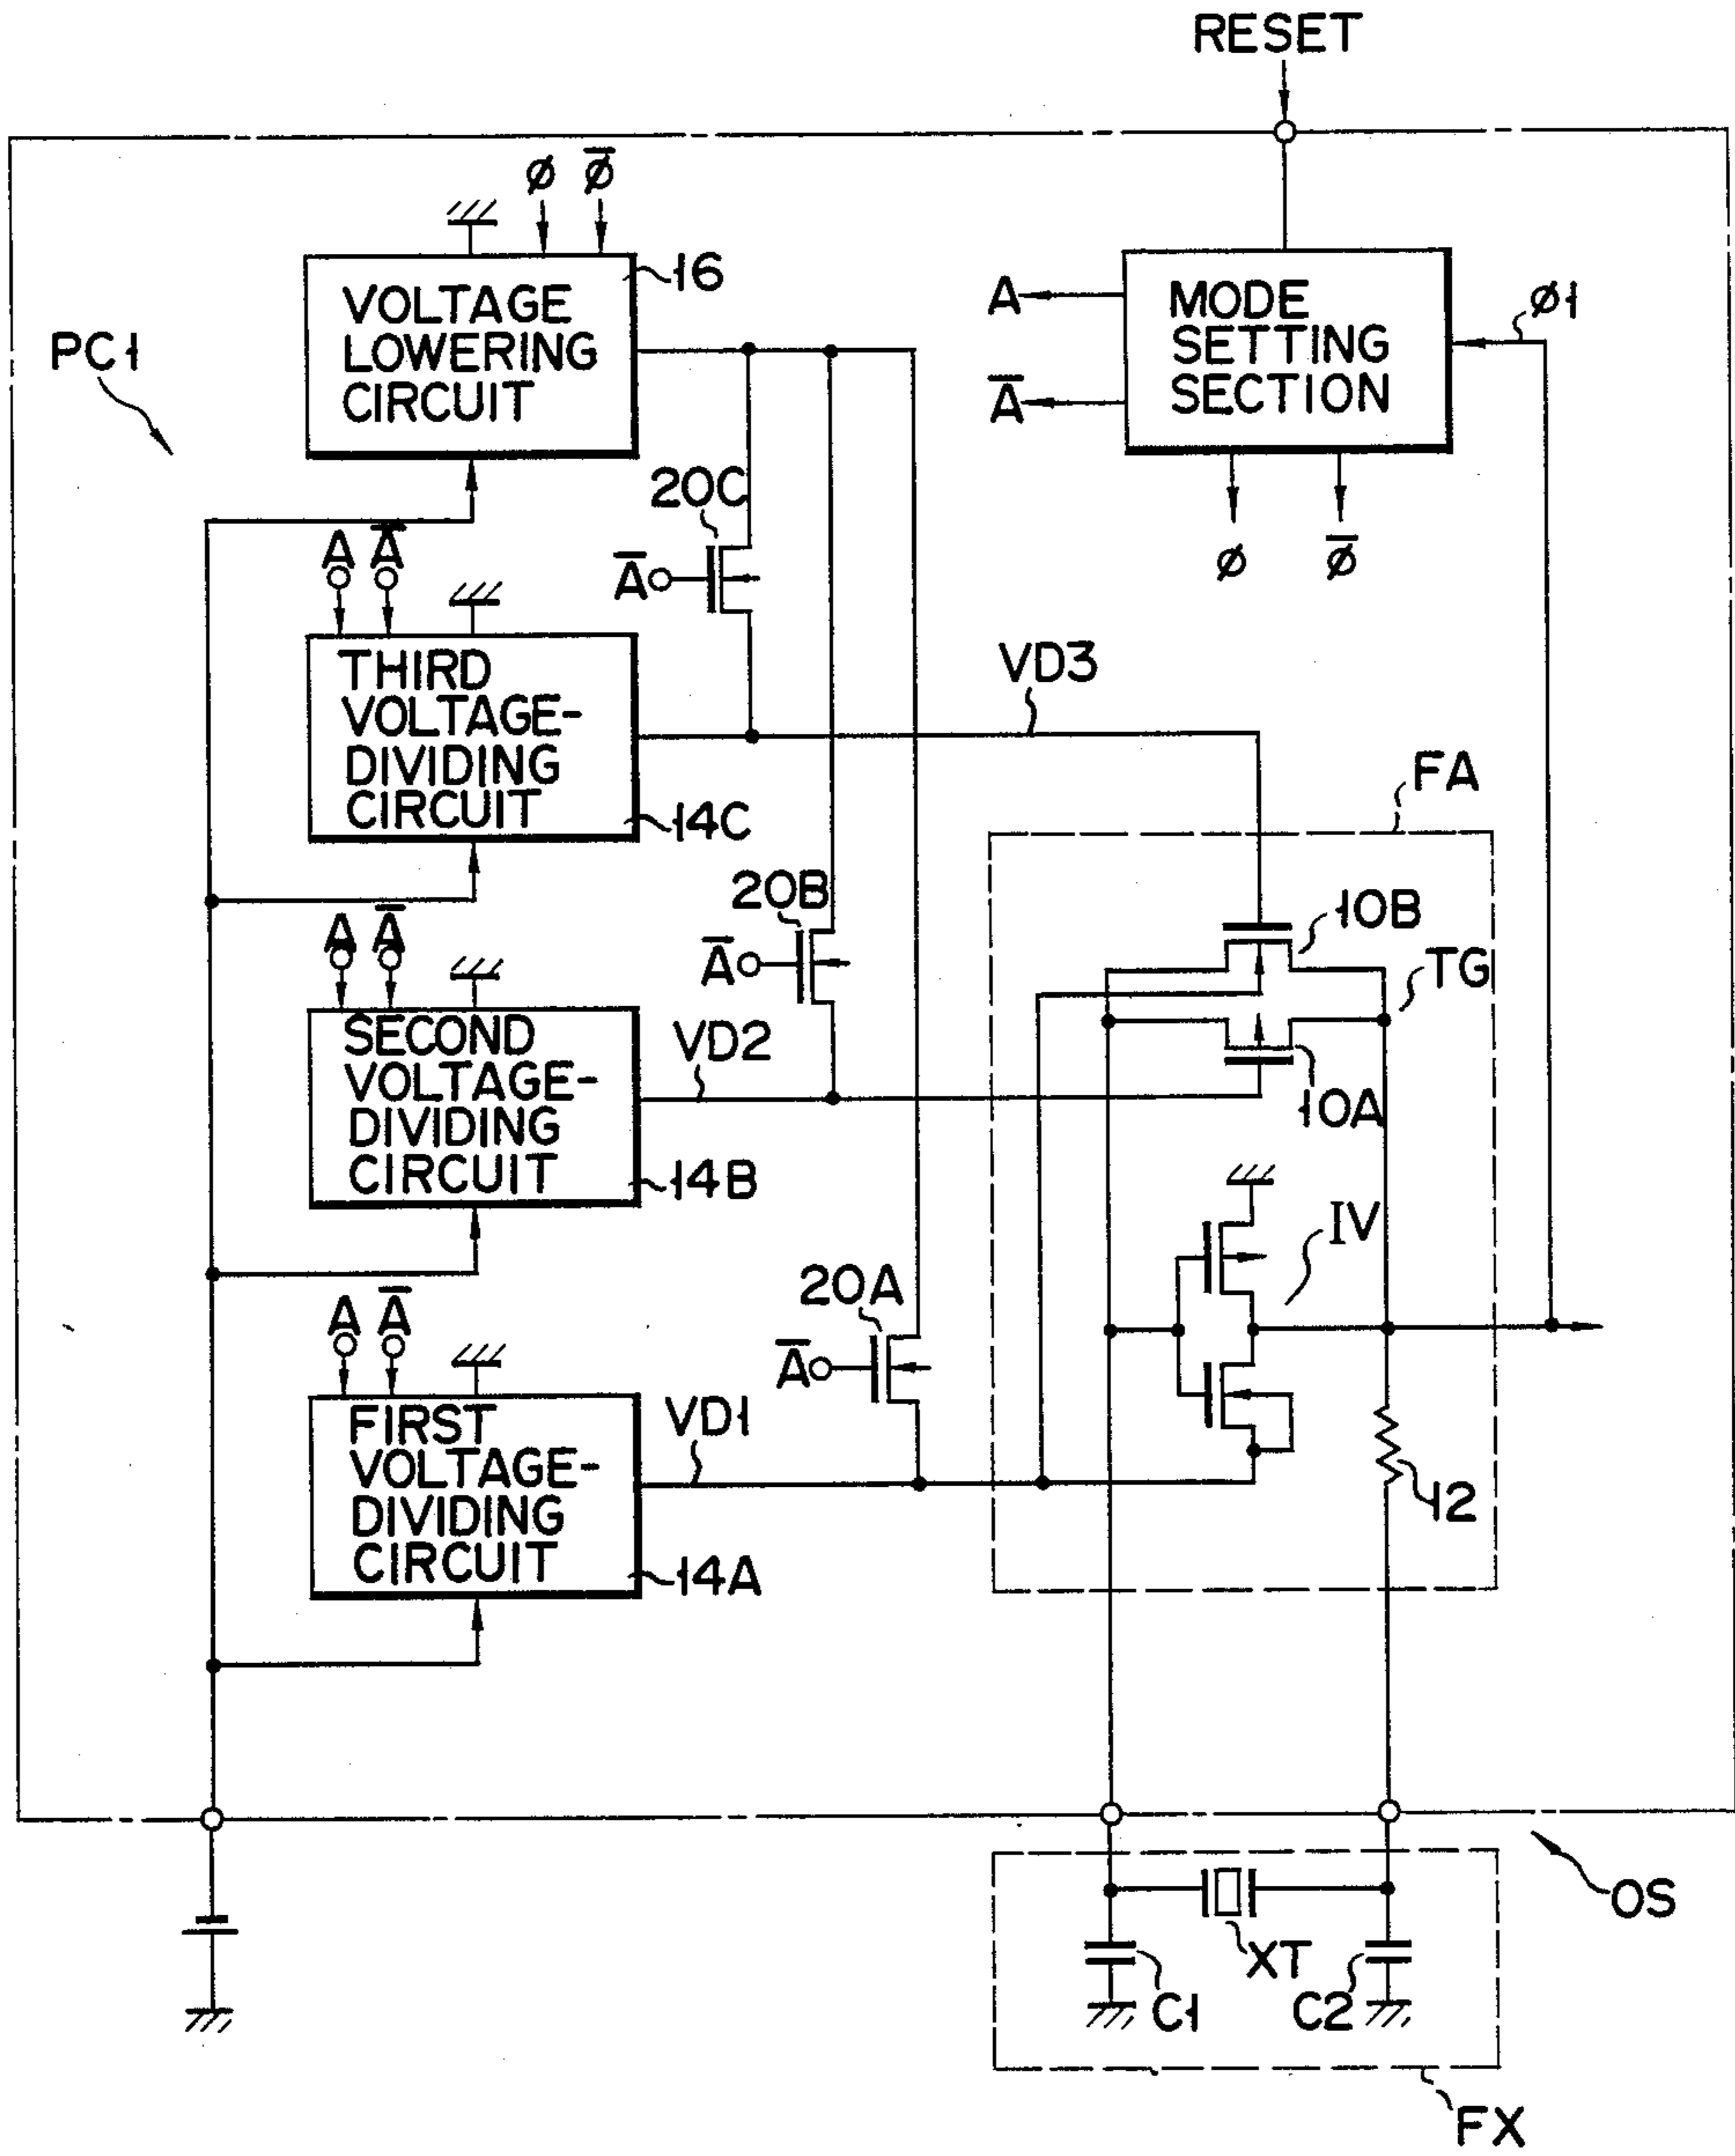 RESET
ø ø̅
16
VOLTAGE
LOWERING
CIRCUIT
PC1
A
A̅
MODE
SETTING
SECTION
ø1
ø ø̅
20C
A̅
A A̅
THIRD
VOLTAGE-
DIVIDING
CIRCUIT
14C
VD3
FA
20B
A̅
A A̅
SECOND
VOLTAGE-
DIVIDING
CIRCUIT
14B
VD2
10B
TG
10A
IV
20A
A̅
A A̅
FIRST
VOLTAGE-
DIVIDING
CIRCUIT
14A
VD1
12
OS
XT
C1
C2
FX